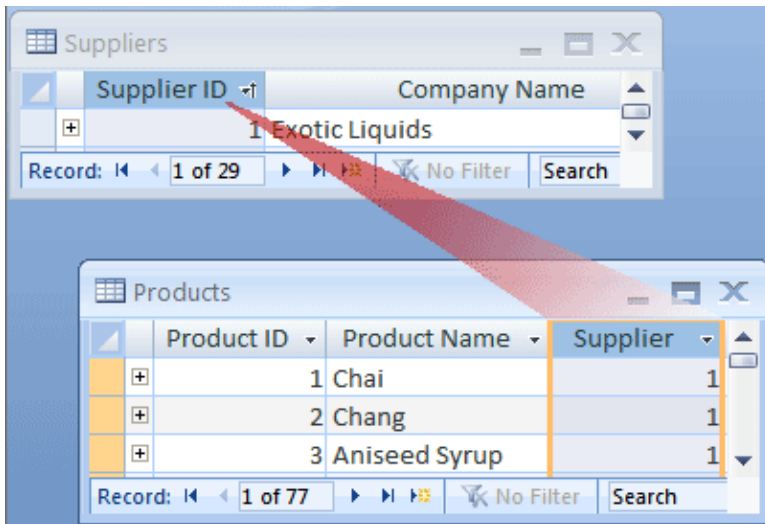 Suppliers
Supplier ID Company Name
1 Exotic Liquids
Record: 1 of 29 No Filter Search
Products
Product ID Product Name Supplier
1 Chai 1
2 Chang 1
3 Aniseed Syrup 1
Record: 1 of 77 No Filter Search